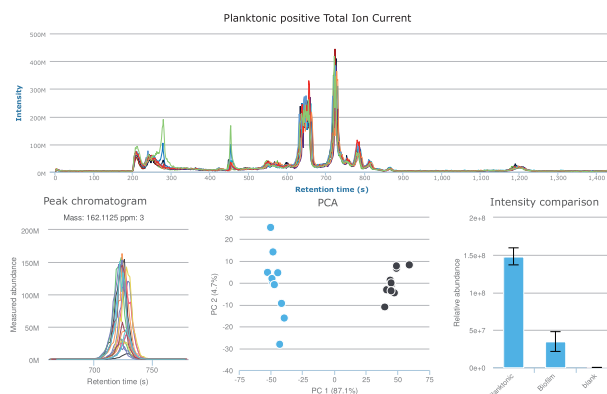 Planktonic positive Total Ion Current
500M
400M
300M
200M
100M
0M
Intensity
0 100 200 300 400 500 600 700 800 900 1,000 1,100 1,200 1,300 1,400
Retention time (s)
Peak chromatogram
Mass: 162.1125 ppm: 3
200M
150M
100M
50M
0M
Measured abundance
700 750
Retention time (s)
PCA
30
20
10
0
-10
-20
-30
-40
PC 2 (4.7%)
-75 -50 -25 0 25 50 75
PC 1 (87.1%)
Intensity comparison
2e+8
1.5e+8
1e+8
5e+7
0e+0
Relative abundance
lanktonic
Biofilm
blank